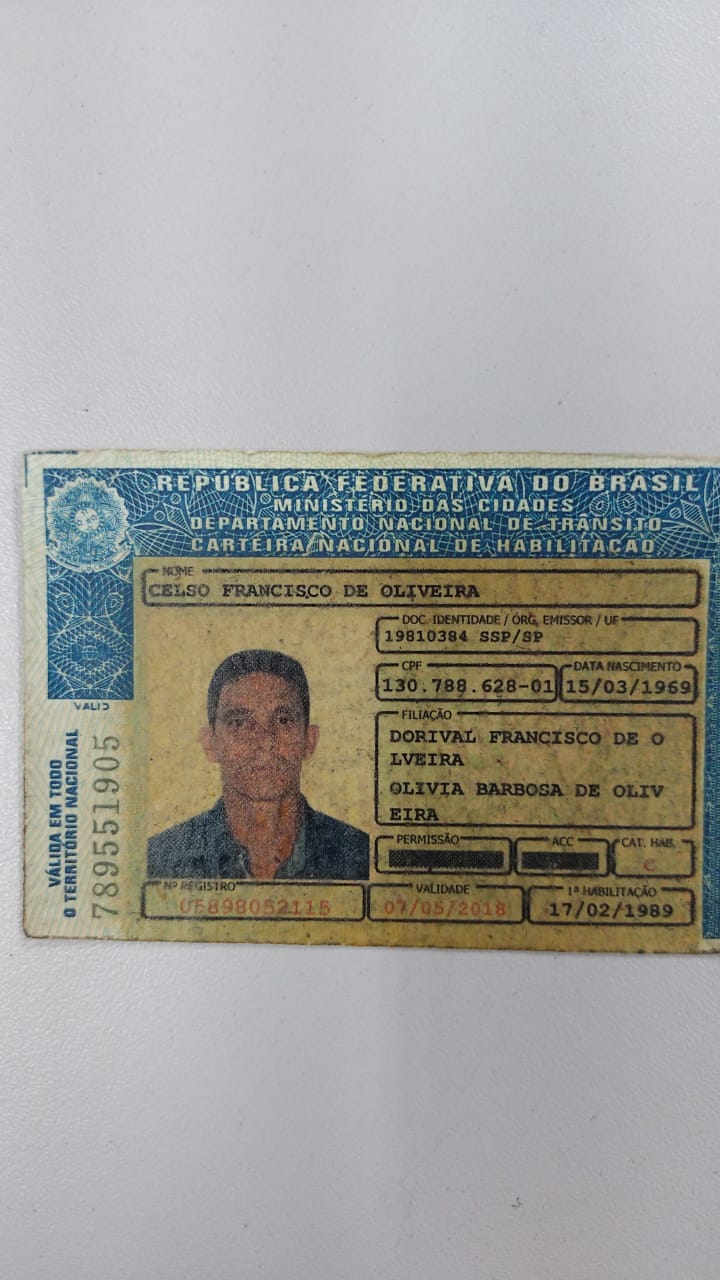 REPÚBLICA FEDERATIVA DO BRASIL
MINISTÉRIO DAS CIDADES
DEPARTAMENTO NACIONAL DE TRÂNSITO
CARTEIRA NACIONAL DE HABILITAÇÃO
NOME
CELSO FRANCISCO DE OLIVEIRA
DOC. IDENTIDADE / ÓRG. EMISSOR / UF
19810384 SSP/SP
CPF
130.788.628-01
DATA NASCIMENTO
15/03/1969
FILIAÇÃO
DORIVAL FRANCISCO DE O
LVEIRA
OLIVIA BARBOSA DE OLIV
EIRA
PERMISSÃO
ACC
CAT. HAB.
C
Nº REGISTRO
05898052115
VALIDADE
07/05/2018
1ª HABILITAÇÃO
17/02/1989
VÁLIDA EM TODO
O TERRITÓRIO NACIONAL
789551905
VALID